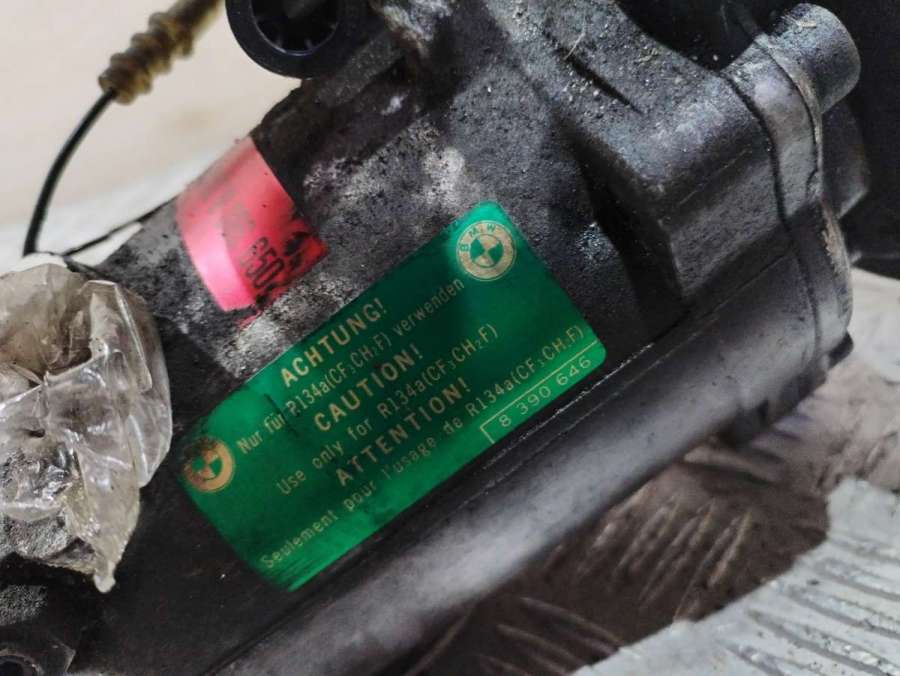 650
BMW
ACHTUNG!
Nur für R134a(CF₃CH₂F) verwenden
CAUTION!
Use only for R134a(CF₃CH₂F)
ATTENTION!
Seulement pour l'usage de R134a(CF₃CH₂F)
8 390 646